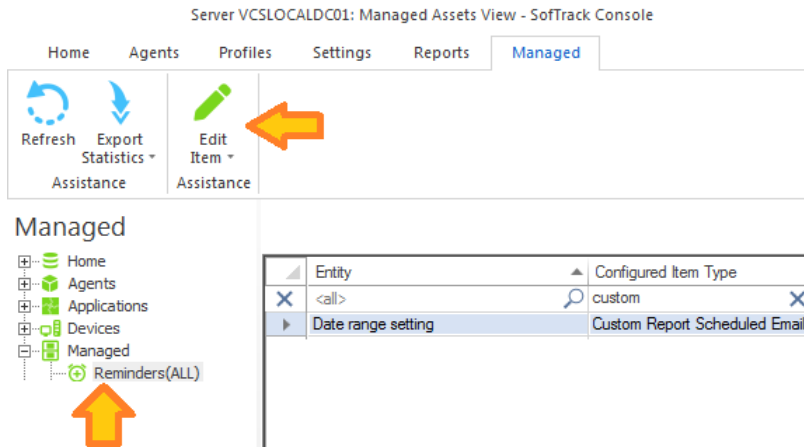 Server VCSLOCALDC01: Managed Assets View - SofTrack Console
Home Agents Profiles Settings Reports Managed
Refresh Export Statistics Edit Item
Assistance Assistance
Managed
Home
Agents
Applications
Devices
Managed
Reminders(ALL)
Entity Configured Item Type
<all> custom
Date range setting Custom Report Scheduled Email